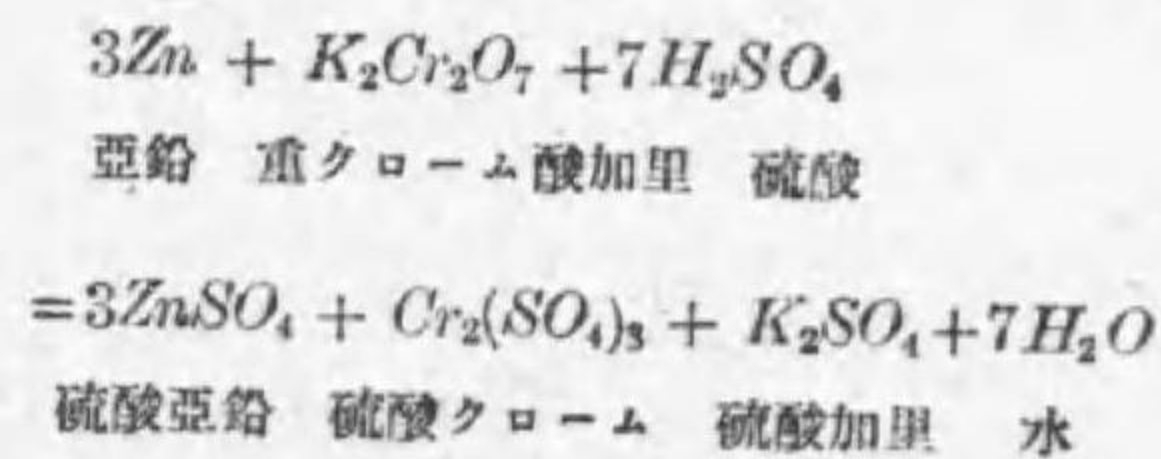 3Zn + K₂Cr₂O₇ +7H₂SO₄
亞鉛 重クローム酸加里 硫酸
=3ZnSO₄ + Cr₂(SO₄)₃ + K₂SO₄+7H₂O
硫酸亞鉛 硫酸クローム 硫酸加里 水